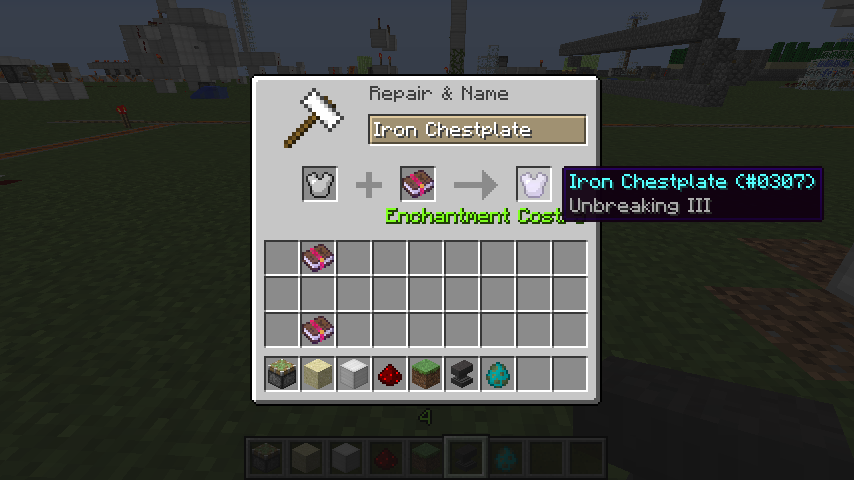 Repair & Name
Iron Chestplate
Iron Chestplate (#0307)
Unbreaking III
Enchantment Cost
4